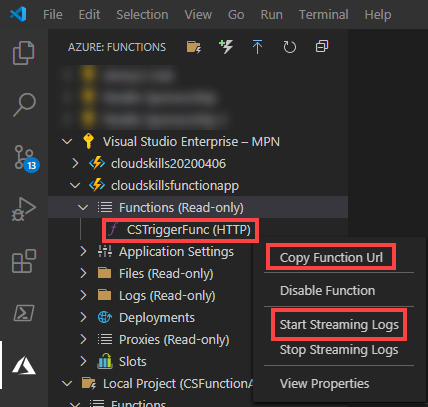 File Edit Selection View Go Run Terminal Help
AZURE: FUNCTIONS
Visual Studio Enterprise – MPN
cloudskills20200406
cloudskillsfunctionapp
Functions (Read-only)
CSTriggerFunc (HTTP)
Application Settings
Files (Read-only)
Logs (Read-only)
Deployments
Proxies (Read-only)
Slots
Local Project (CSFunctionA
Functions
Copy Function Url
Disable Function
Start Streaming Logs
Stop Streaming Logs
View Properties
13